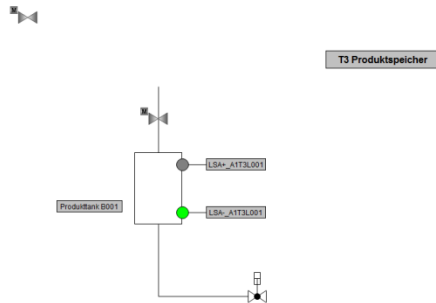 M
T3 Produktspeicher
M
LSA+_A1T3L001
Produkttank B001
LSA-_A1T3L001